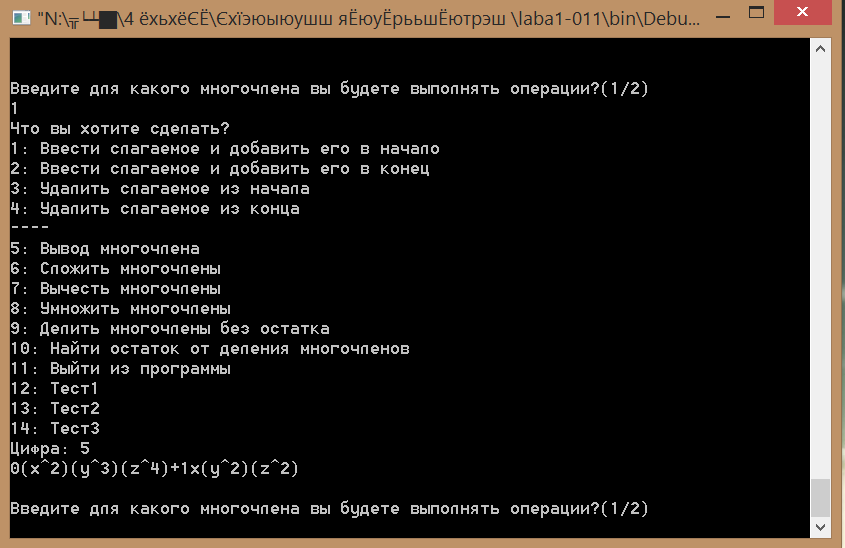 "N:\╦┴┴█\4 ёхьхёЄЁ\Єхїэюыюушш яЁюуЁрььшЁютрэш \laba1-011\bin\Debu...
Введите для какого многочлена вы будете выполнять операции?(1/2)
1
Что вы хотите сделать?
1: Ввести слагаемое и добавить его в начало
2: Ввести слагаемое и добавить его в конец
3: Удалить слагаемое из начала
4: Удалить слагаемое из конца
----
5: Вывод многочлена
6: Сложить многочлены
7: Вычесть многочлены
8: Умножить многочлены
9: Делить многочлены без остатка
10: Найти остаток от деления многочленов
11: Выйти из программы
12: Тест1
13: Тест2
14: Тест3
Цифра: 5
0(x^2)(y^3)(z^4)+1x(y^2)(z^2)
Введите для какого многочлена вы будете выполнять операции?(1/2)